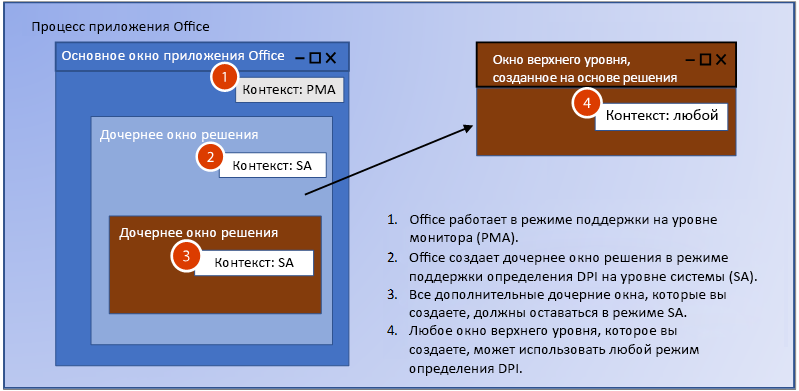 Процесс приложения Office
Основное окно приложения Office
1
Контекст: PMA
Дочернее окно решения
2
Контекст: SA
Дочернее окно решения
3
Контекст: SA
Окно верхнего уровня,
созданное на основе решения
4
Контекст: любой
1. Office работает в режиме поддержки на уровне
монитора (PMA).
2. Office создает дочернее окно решения в режиме
поддержки определения DPI на уровне системы (SA).
3. Все дополнительные дочерние окна, которые вы
создаете, должны оставаться в режиме SA.
4. Любое окно верхнего уровня, которое вы
создаете, может использовать любой режим
определения DPI.